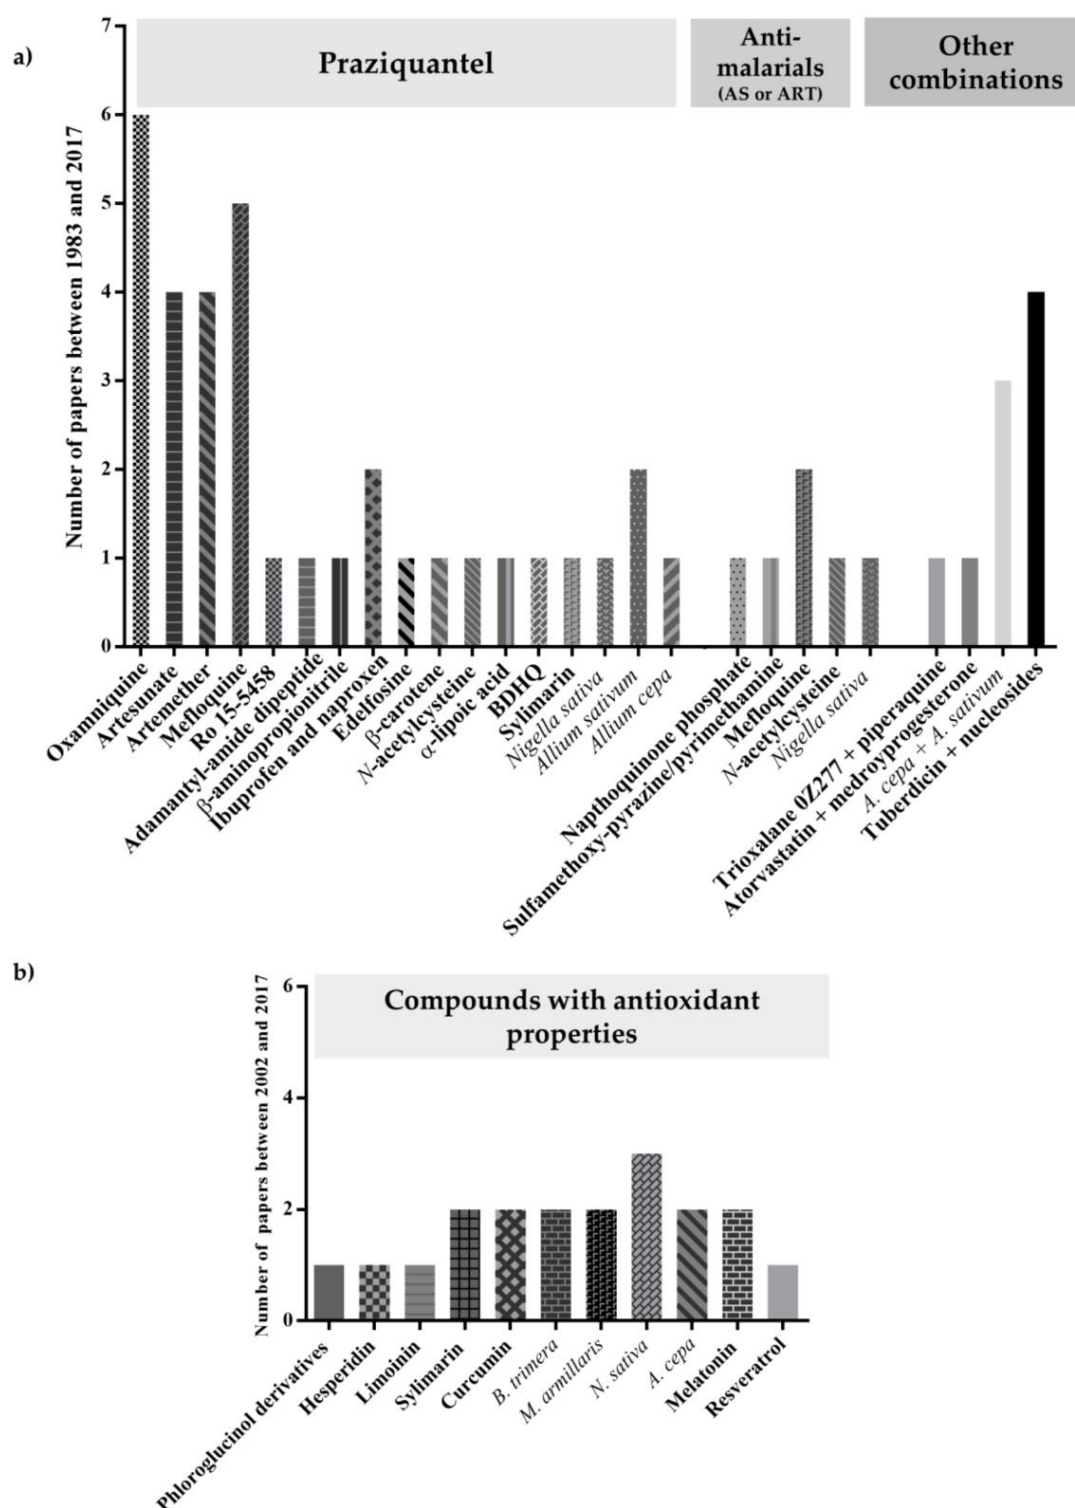 a)
Number of papers between 1983 and 2017
7
6
5
4
3
2
1
0
Praziquantel
Anti-
malarials
(AS or ART)
Other
combinations
Oxamniquine
Artesunate
Artemether
Mefloquine
Ro 15-5458
Adamantyl-amide dipeptide
β-aminopropionitrile
Ibuprofen and naproxen
Edelfosine
β-carotene
N-acetylcysteine
α-lipoic acid
BDHQ
Sylimarin
Nigella sativa
Allium sativum
Allium cepa
Napthoquinone phosphate
Sulfamethoxy-pyrazine/pyrimethamine
Mefloquine
N-acetylcysteine
Nigella sativa
Trioxalane 0Z277 + piperaquine
Atorvastatin + medroyprogesterone
A. cepa + A. sativum
Tuberdicin + nucleosides
b)
Number of papers between 2002 and 2017
6
4
2
0
Compounds with antioxidant
properties
Phloroglucinol derivatives
Hesperidin
Limoinin
Sylimarin
Curcumin
B. trimera
M. armillaris
N. sativa
A. cepa
Melatonin
Resveratrol